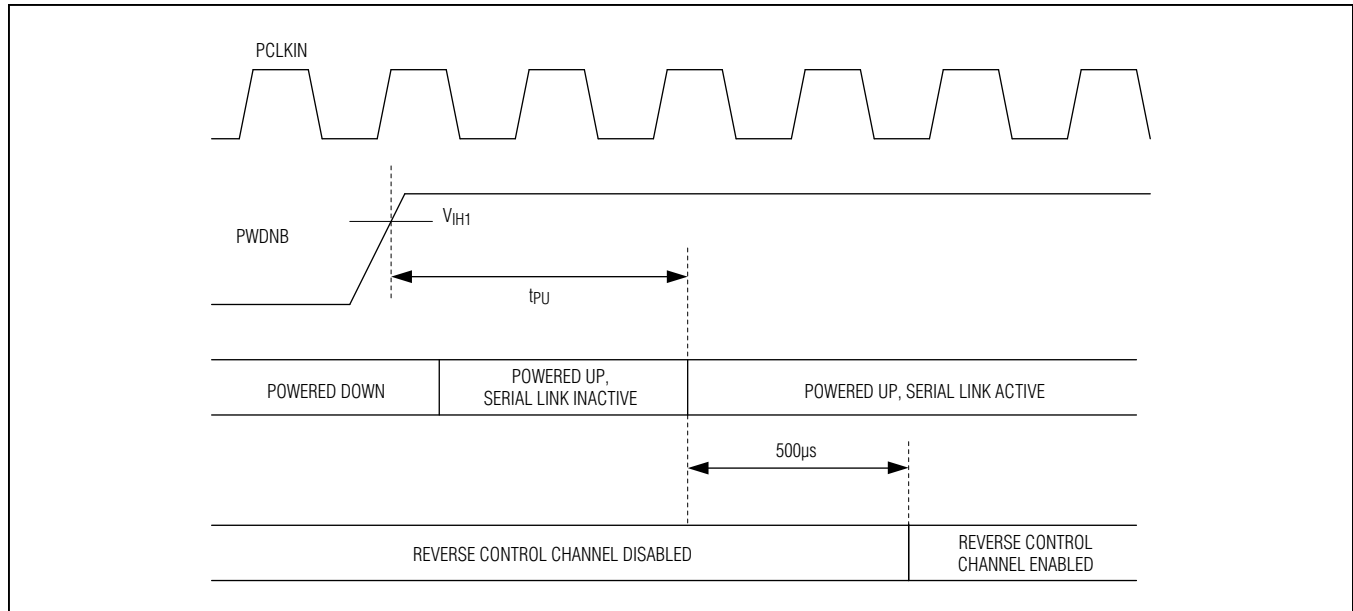 PCLKIN
VIH1
PWDNB
tPU
POWERED DOWN
POWERED UP,
SERIAL LINK INACTIVE
POWERED UP, SERIAL LINK ACTIVE
500µs
REVERSE CONTROL CHANNEL DISABLED
REVERSE CONTROL
CHANNEL ENABLED